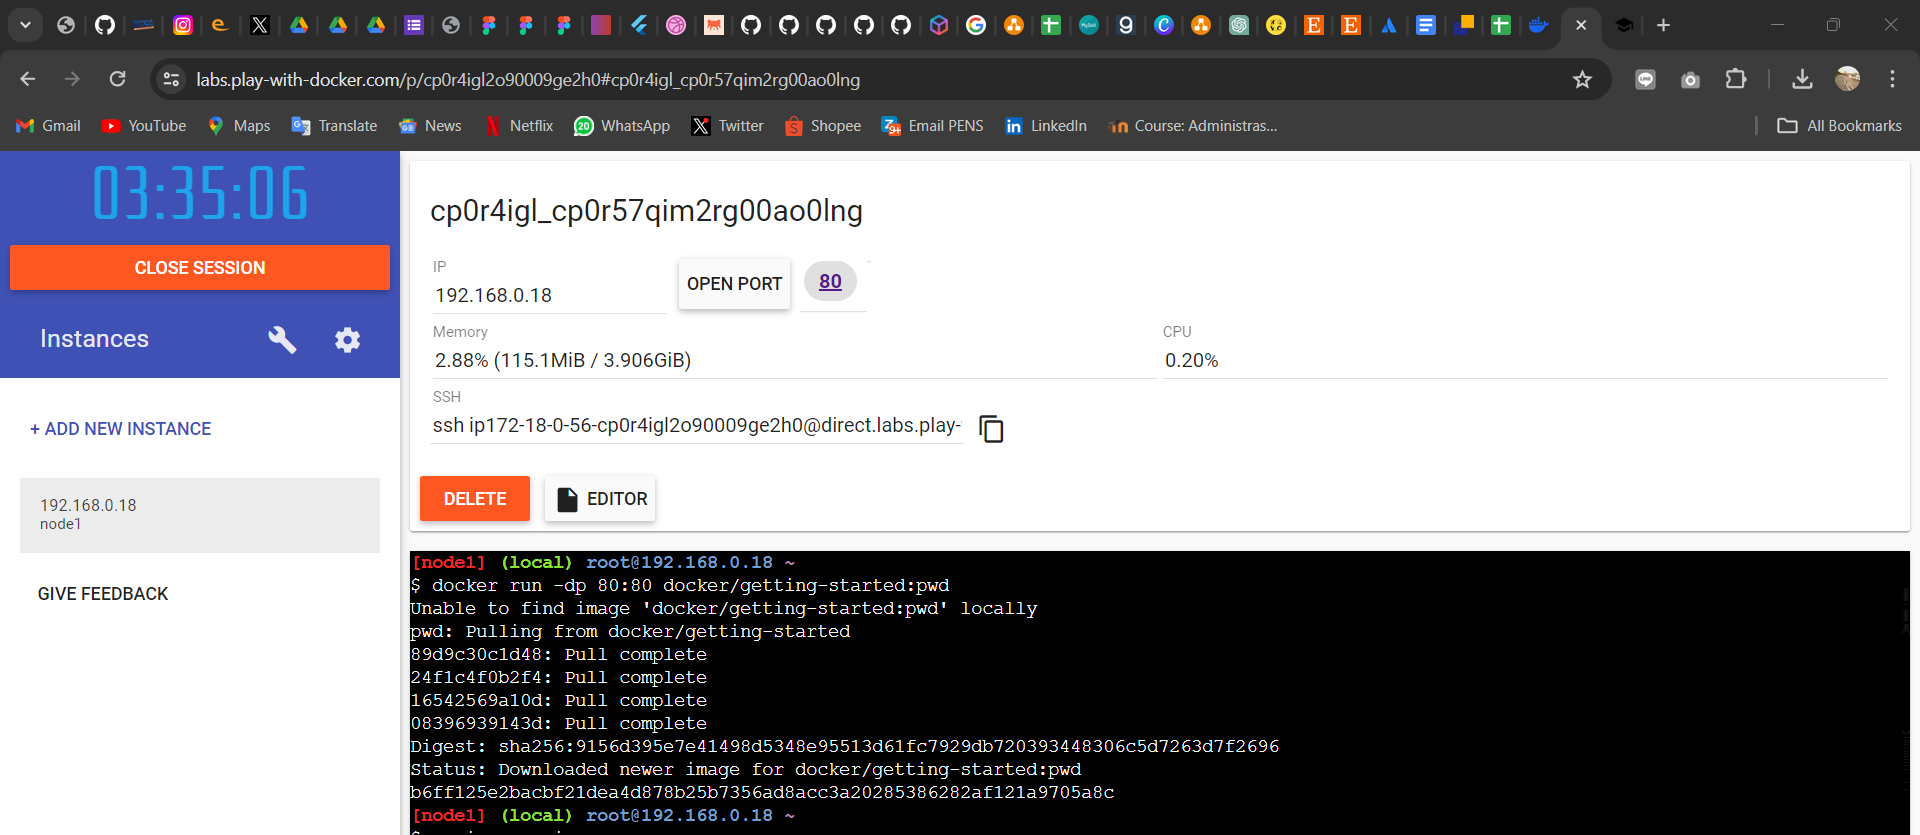 labs.play-with-docker.com/p/cp0r4igl2o90009ge2h0#cp0r4igl_cp0r57qim2rg00ao0lng
Gmail YouTube Maps Translate News Netflix WhatsApp Twitter Shopee Email PENS LinkedIn Course: Administras... All Bookmarks
03:35:06
CLOSE SESSION
Instances
+ ADD NEW INSTANCE
192.168.0.18
node1
GIVE FEEDBACK
cp0r4igl_cp0r57qim2rg00ao0lng
IP
192.168.0.18
OPEN PORT
80
Memory
2.88% (115.1MiB / 3.906GiB)
CPU
0.20%
SSH
ssh ip172-18-0-56-cp0r4igl2o90009ge2h0@direct.labs.play-
DELETE
EDITOR
[node1] (local) root@192.168.0.18 ~
$ docker run -dp 80:80 docker/getting-started:pwd
Unable to find image 'docker/getting-started:pwd' locally
pwd: Pulling from docker/getting-started
89d9c30c1d48: Pull complete
24f1c4f0b2f4: Pull complete
16542569a10d: Pull complete
08396939143d: Pull complete
Digest: sha256:9156d395e7e41498d5348e95513d61fc7929db720393448306c5d7263d7f2696
Status: Downloaded newer image for docker/getting-started:pwd
b6ff125e2bacbf21dea4d878b25b7356ad8acc3a20285386282af121a9705a8c
[node1] (local) root@192.168.0.18 ~